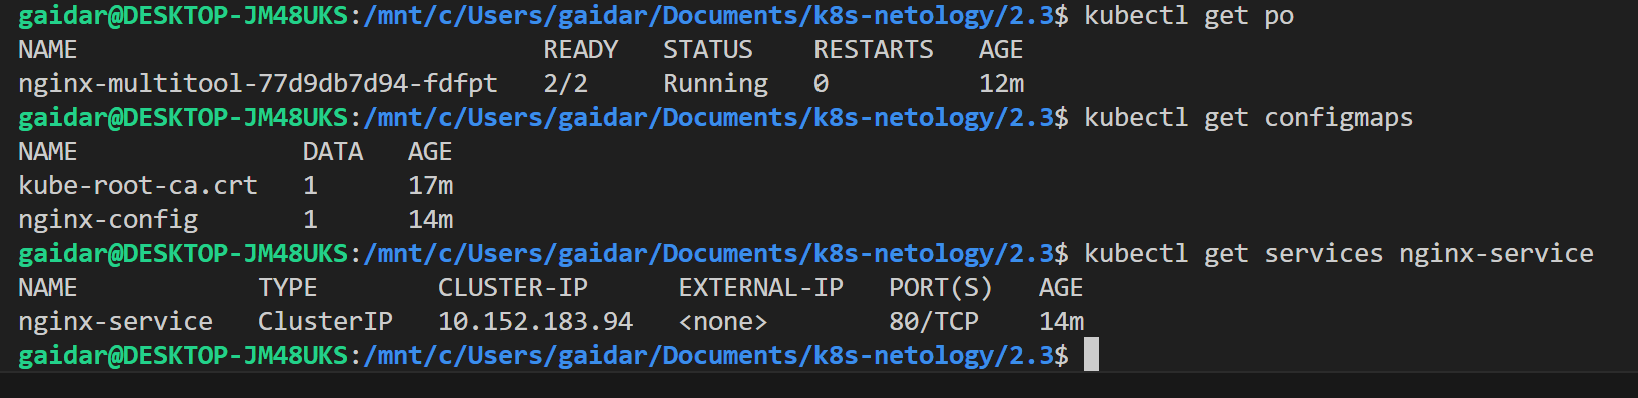 gaidar@DESKTOP-JM48UKS:/mnt/c/Users/gaidar/Documents/k8s-netology/2.3$ kubectl get po
NAME                               READY   STATUS    RESTARTS   AGE
nginx-multitool-77d9db7d94-fdfpt   2/2     Running   0          12m
gaidar@DESKTOP-JM48UKS:/mnt/c/Users/gaidar/Documents/k8s-netology/2.3$ kubectl get configmaps
NAME               DATA   AGE
kube-root-ca.crt   1      17m
nginx-config       1      14m
gaidar@DESKTOP-JM48UKS:/mnt/c/Users/gaidar/Documents/k8s-netology/2.3$ kubectl get services nginx-service
NAME            TYPE        CLUSTER-IP      EXTERNAL-IP   PORT(S)   AGE
nginx-service   ClusterIP   10.152.183.94   <none>        80/TCP    14m
gaidar@DESKTOP-JM48UKS:/mnt/c/Users/gaidar/Documents/k8s-netology/2.3$